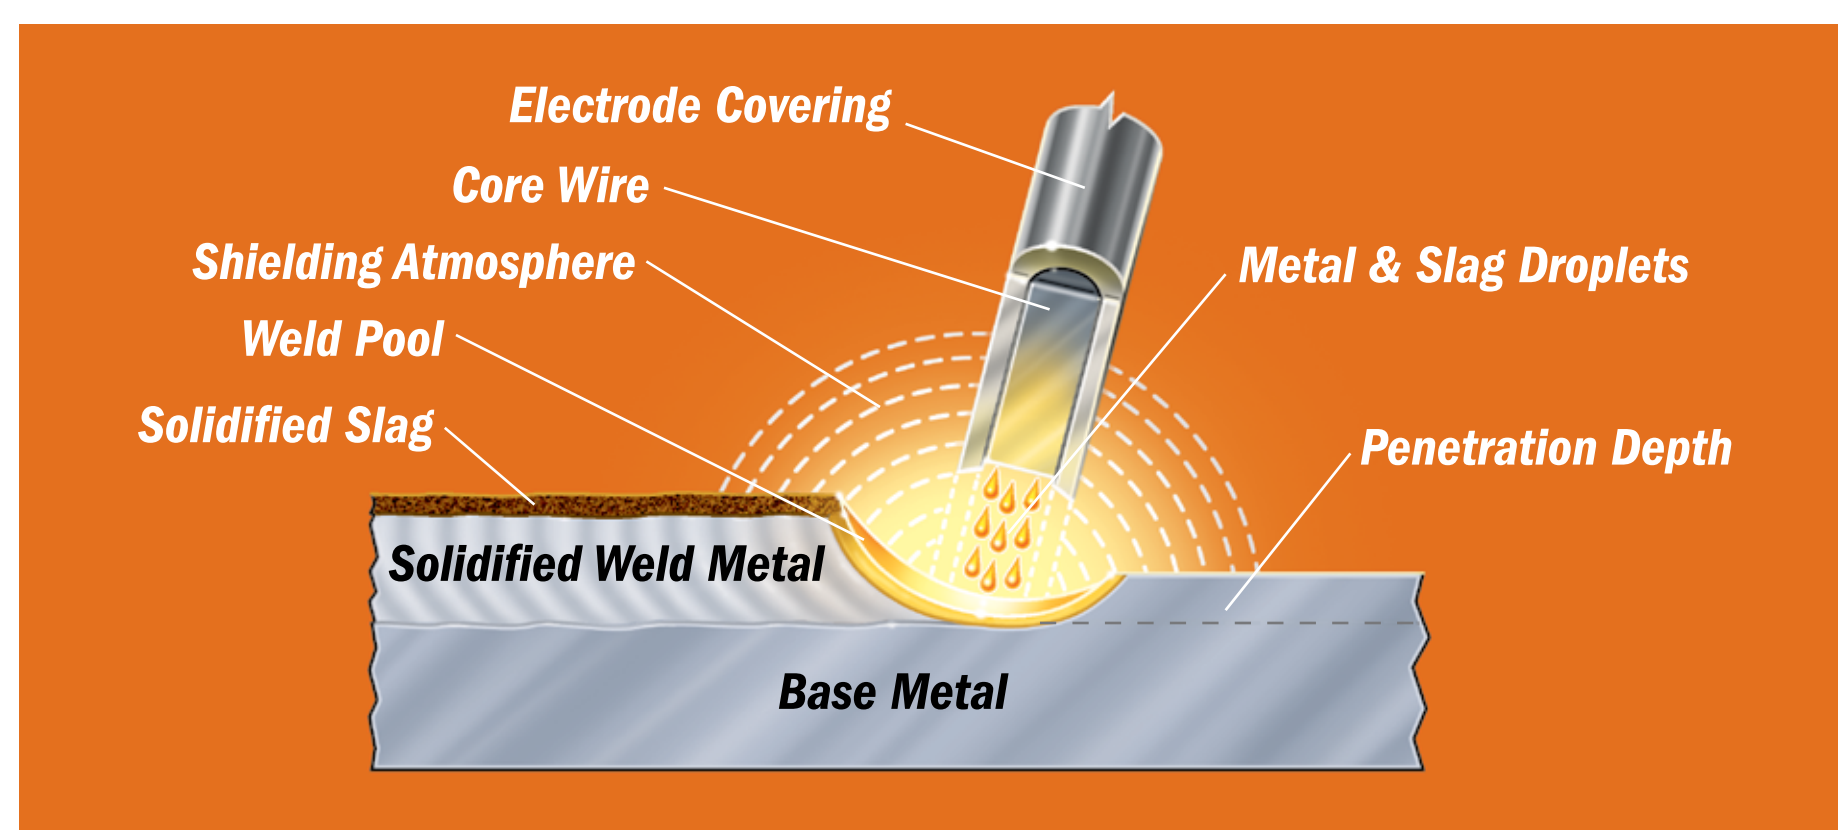 Electrode Covering
Core Wire
Shielding Atmosphere
Metal & Slag Droplets
Weld Pool
Solidified Slag
Penetration Depth
Solidified Weld Metal
Base Metal